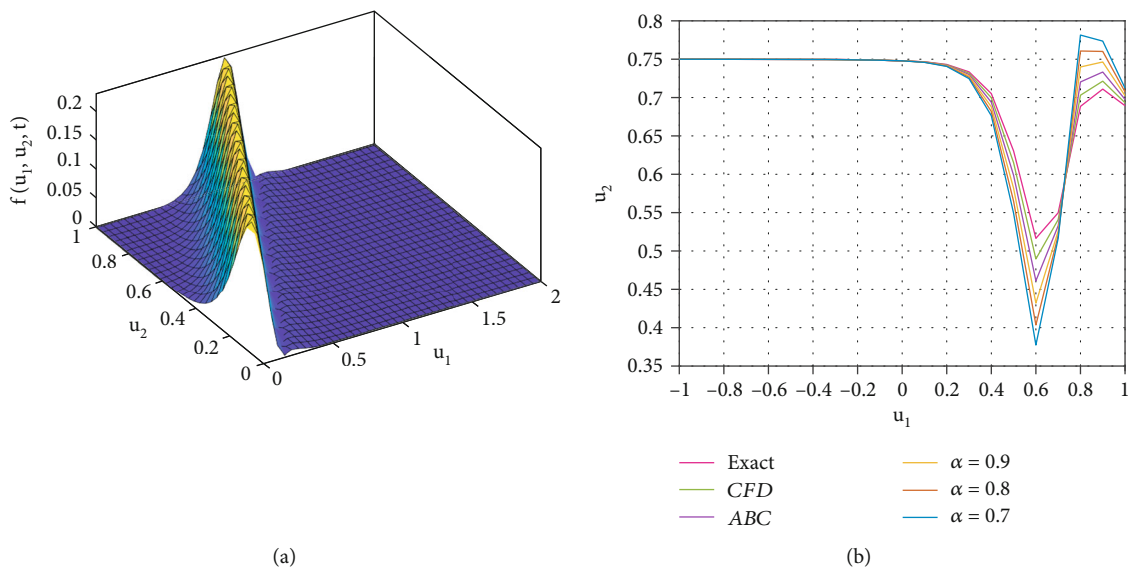 0.2
0.15
0.1
0.05
0
f (u1, u2, t)
1
0.8
0.6
0.4
0.2
0
u2
0
0.5
1
1.5
2
u1
(a)
0.8
0.75
0.7
0.65
0.6
0.55
0.5
0.45
0.4
0.35
u2
−1 −0.8 −0.6 −0.4 −0.2 0 0.2 0.4 0.6 0.8 1
u1
Exact
CFD
ABC
α = 0.9
α = 0.8
α = 0.7
(b)